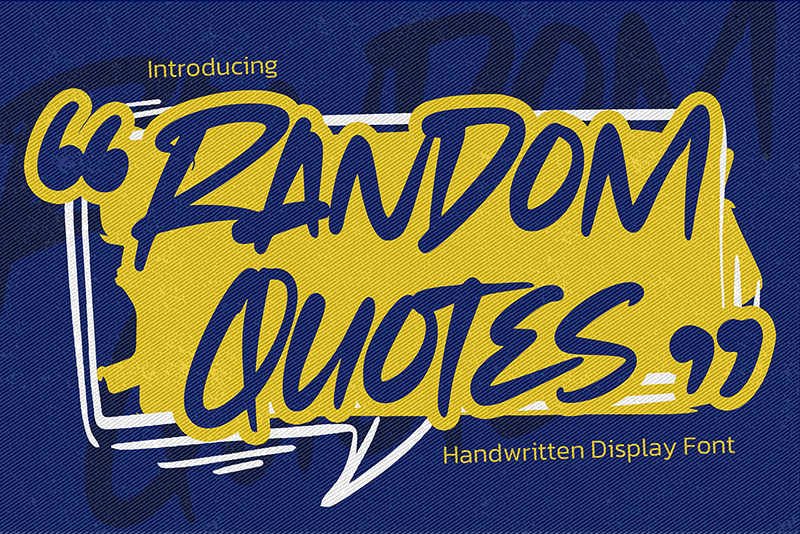 Introducing
“RANDOM
QUOTES”
Handwritten Display Font